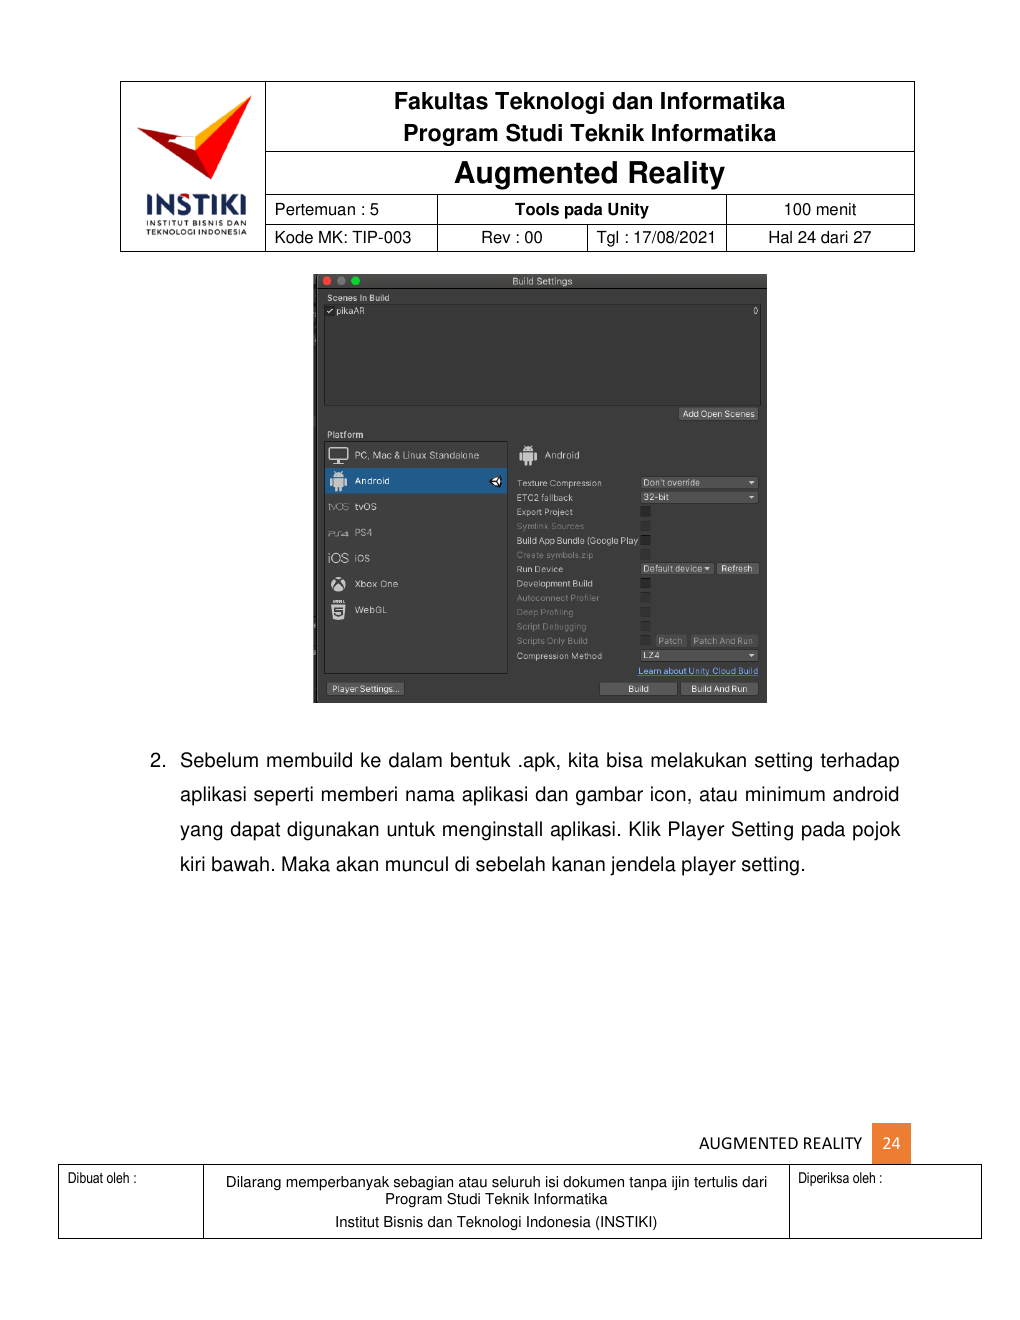 Fakultas Teknologi dan Informatika
Program Studi Teknik Informatika
Augmented Reality
INSTIKI
INSTITUT BISNIS DAN
TEKNOLOGI INDONESIA
Pertemuan : 5
Tools pada Unity
100 menit
Kode MK: TIP-003
Rev : 00
Tgl : 17/08/2021
Hal 24 dari 27
Build Settings
Scenes In Build
pikaAR 0
Add Open Scenes
Platform
PC, Mac & Linux Standalone
Android
tvOS tvOS
PS4 PS4
iOS iOS
Xbox One
HTML 5 WebGL
Android
Texture Compression Don't override
ETC2 fallback 32-bit
Export Project
Symlink Sources
Build App Bundle (Google Play
Create symbols.zip
Run Device Default device Refresh
Development Build
Autoconnect Profiler
Deep Profiling
Script Debugging
Scripts Only Build Patch Patch And Run
Compression Method LZ4
Learn about Unity Cloud Build
Player Settings... Build Build And Run
2. Sebelum membuild ke dalam bentuk .apk, kita bisa melakukan setting terhadap
aplikasi seperti memberi nama aplikasi dan gambar icon, atau minimum android
yang dapat digunakan untuk menginstall aplikasi. Klik Player Setting pada pojok
kiri bawah. Maka akan muncul di sebelah kanan jendela player setting.
AUGMENTED REALITY 24
Dibuat oleh :
Dilarang memperbanyak sebagian atau seluruh isi dokumen tanpa ijin tertulis dari
Program Studi Teknik Informatika
Institut Bisnis dan Teknologi Indonesia (INSTIKI)
Diperiksa oleh :